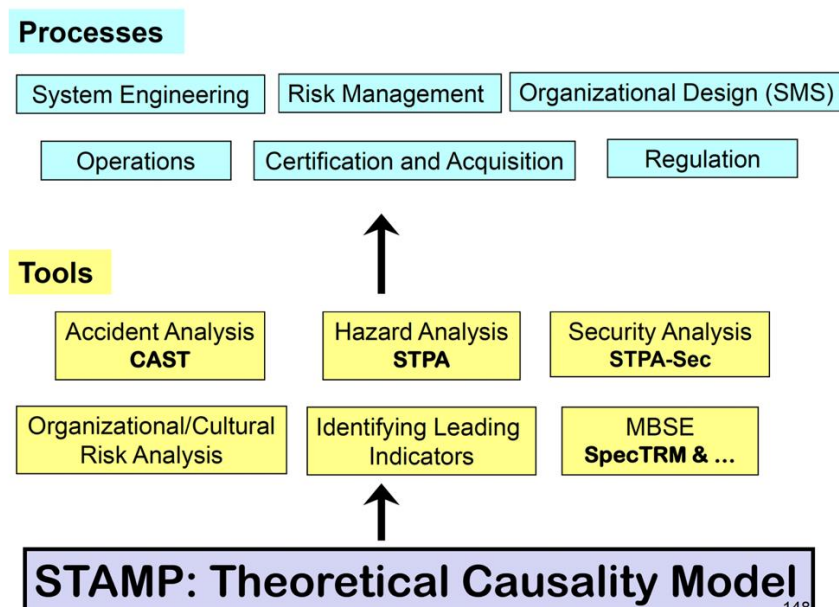 Processes
System Engineering
Risk Management
Organizational Design (SMS)
Operations
Certification and Acquisition
Regulation
Tools
Accident Analysis
CAST
Hazard Analysis
STPA
Security Analysis
STPA-Sec
Organizational/Cultural
Risk Analysis
Identifying Leading
Indicators
MBSE
SpecTRM & ...
STAMP: Theoretical Causality Model
148